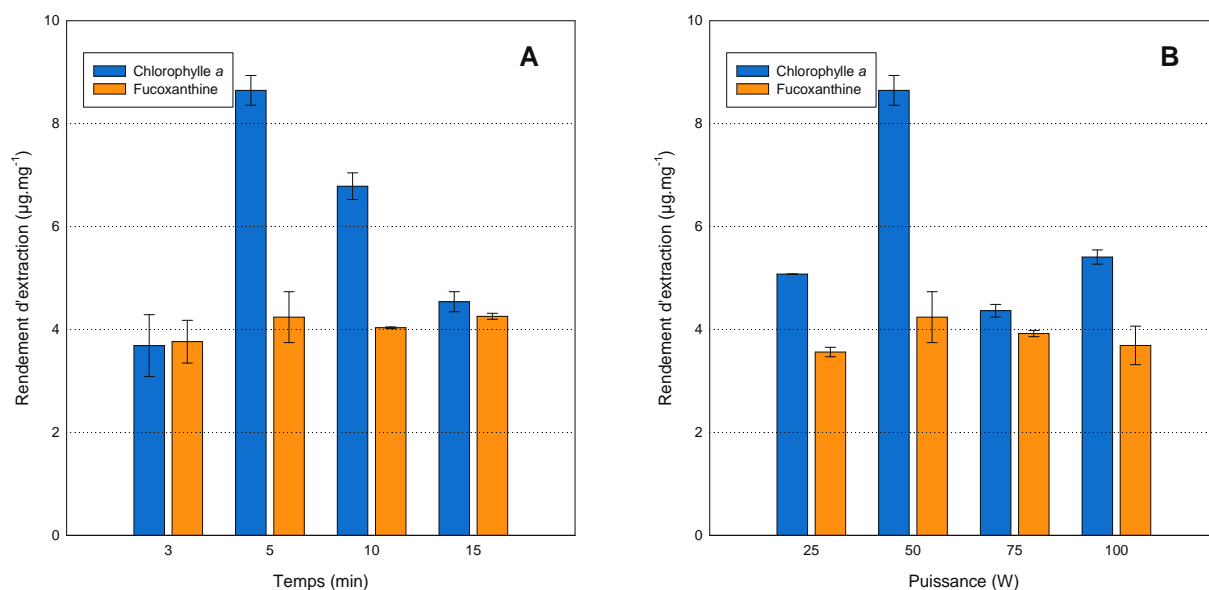 A
Chlorophylle a
Fucoxanthine
Rendement d'extraction (µg.mg-1)
10
8
6
4
2
0
3 5 10 15
Temps (min)
B
Chlorophylle a
Fucoxanthine
Rendement d'extraction (µg.mg-1)
10
8
6
4
2
0
25 50 75 100
Puissance (W)